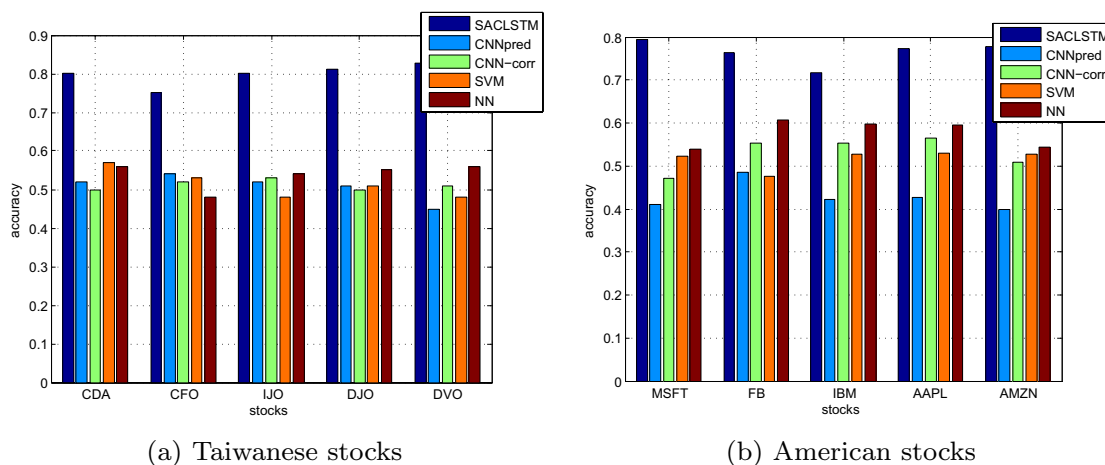 SACLSTM
CNNpred
CNN-corr
SVM
NN
0.9
0.8
0.7
0.6
0.5
0.4
0.3
0.2
0.1
0
accuracy
CDA CFO IJO DJO DVO
stocks
(a) Taiwanese stocks
SACLSTM
CNNpred
CNN-corr
SVM
NN
0.8
0.7
0.6
0.5
0.4
0.3
0.2
0.1
0
accuracy
MSFT FB IBM AAPL AMZN
stocks
(b) American stocks